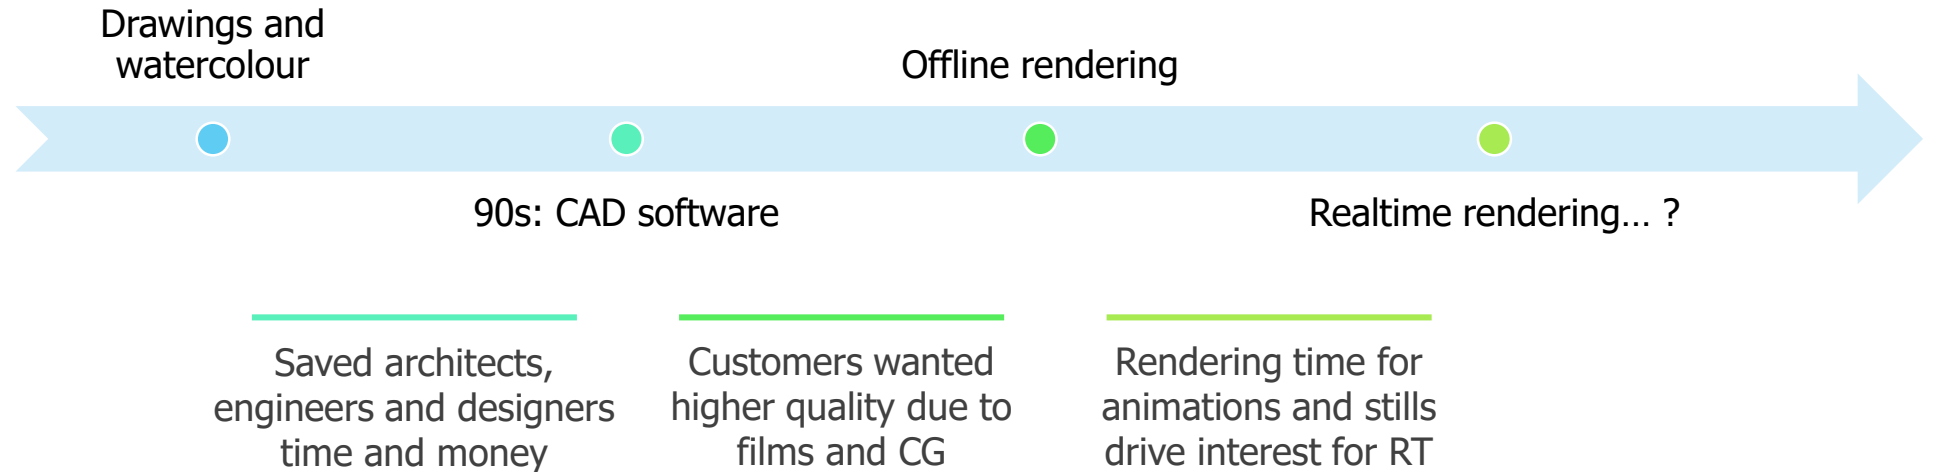 Drawings and
watercolour
Offline rendering
90s: CAD software
Realtime rendering... ?
Saved architects,
engineers and designers
time and money
Customers wanted
higher quality due to
films and CG
Rendering time for
animations and stills
drive interest for RT